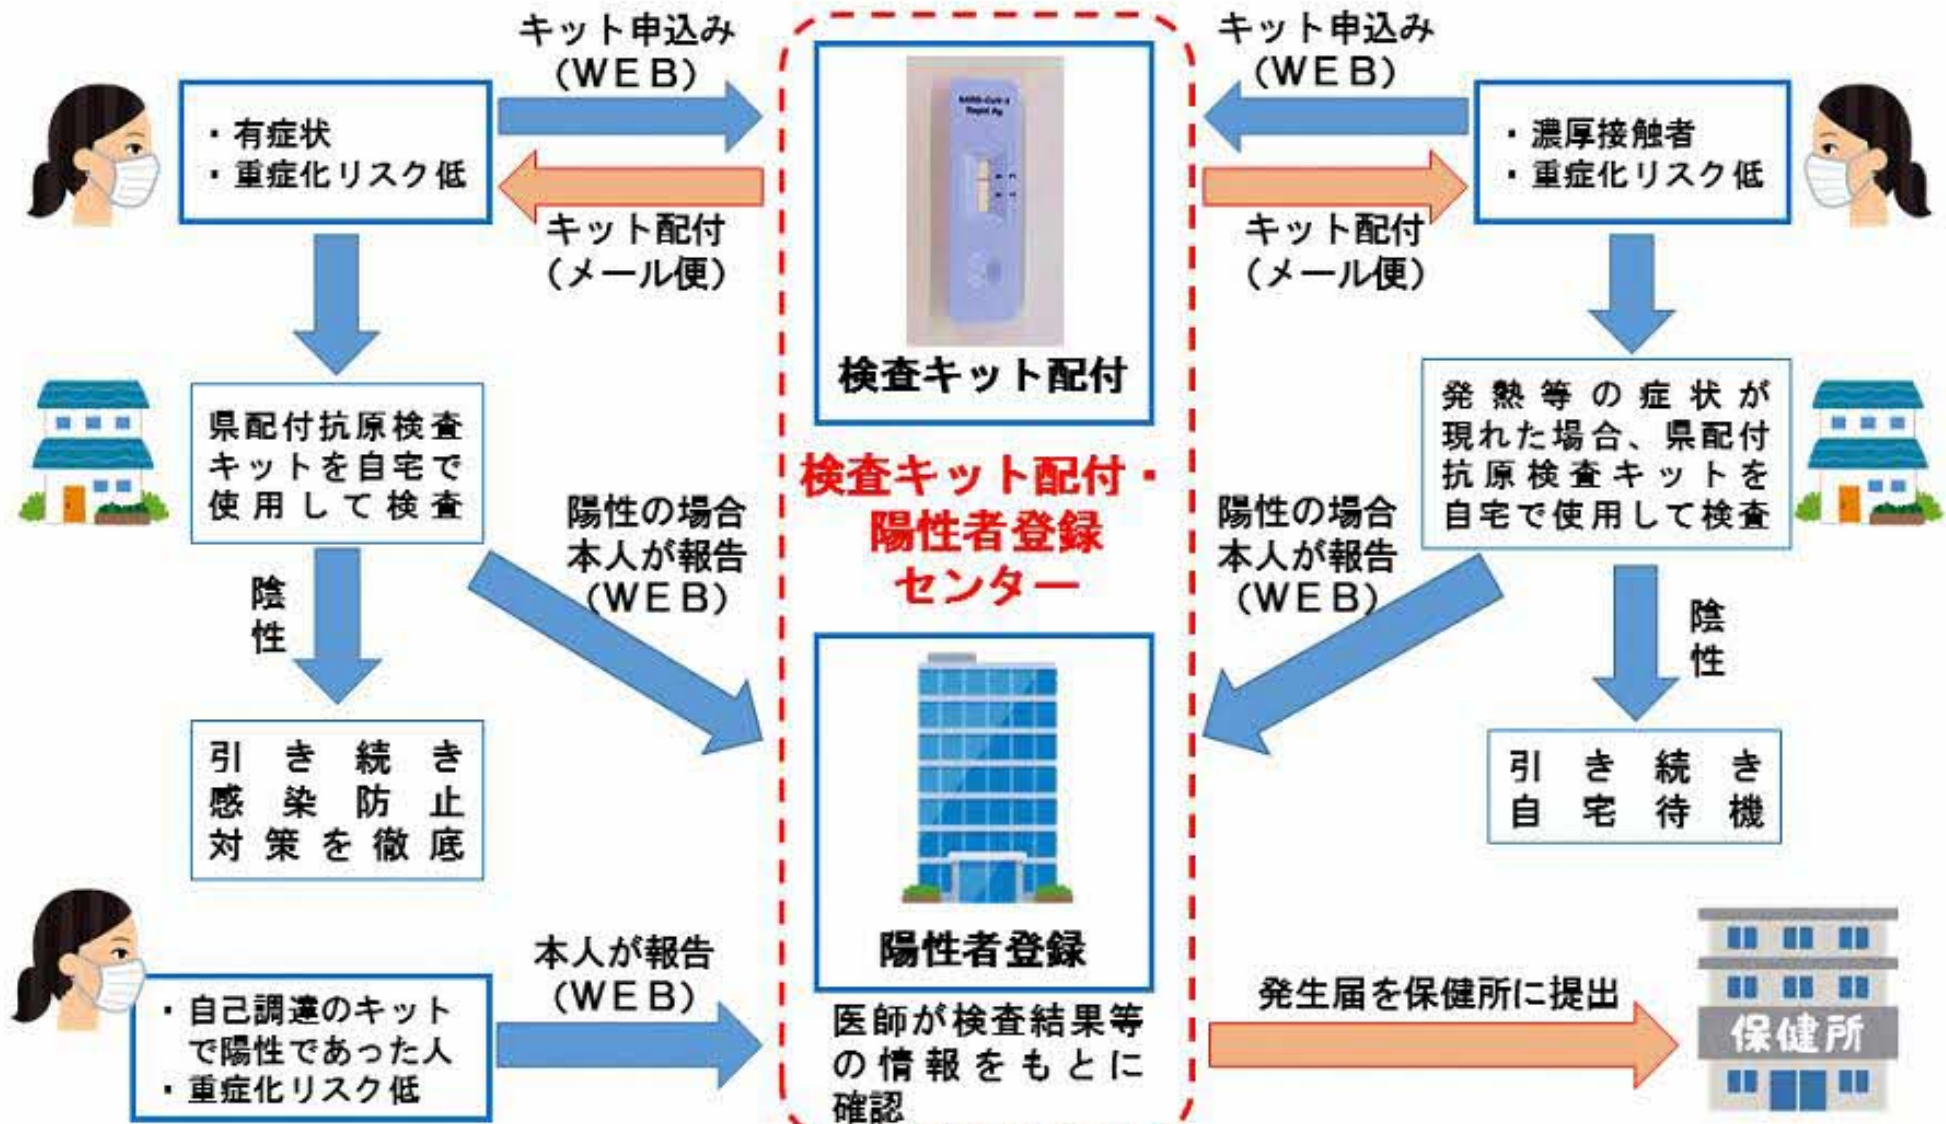 キット申込み
(WEB)
キット申込み
(WEB)
SARS-CoV-2
Rapid Ag
・有症状
・重症化リスク低
・濃厚接触者
・重症化リスク低
キット配付
(メール便)
キット配付
(メール便)
検査キット配付
県配付抗原検査
キットを自宅で
使用して検査
発熱等の症状が
現れた場合、県配付
抗原検査キットを
自宅で使用して検査
検査キット配付・
陽性者登録
センター
陽性の場合
本人が報告
(WEB)
陽性の場合
本人が報告
(WEB)
陰性
陰性
引き続き
感染防止
対策を徹底
引き続き
自宅待機
陽性者登録
本人が報告
(WEB)
・自己調達のキット
で陽性であった人
・重症化リスク低
医師が検査結果等
の情報をもとに
確認
発生届を保健所に提出
保健所